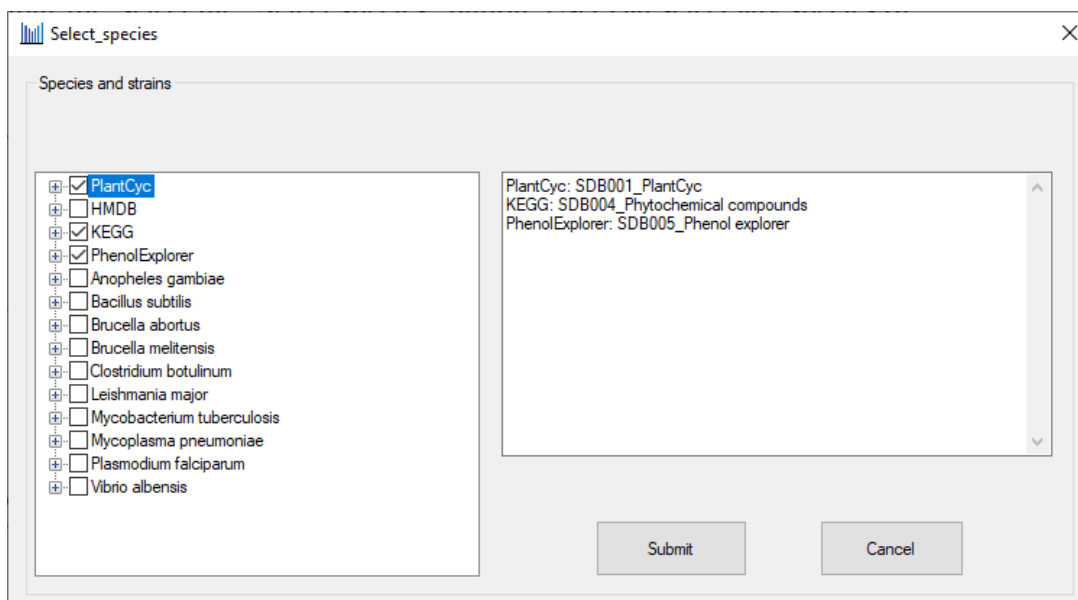 Select_species
Species and strains
PlantCyc
HMDB
KEGG
PhenolExplorer
Anopheles gambiae
Bacillus subtilis
Brucella abortus
Brucella melitensis
Clostridium botulinum
Leishmania major
Mycobacterium tuberculosis
Mycoplasma pneumoniae
Plasmodium falciparum
Vibrio albensis
PlantCyc: SDB001_PlantCyc
KEGG: SDB004_Phytochemical compounds
PhenolExplorer: SDB005_Phenol explorer
Submit
Cancel